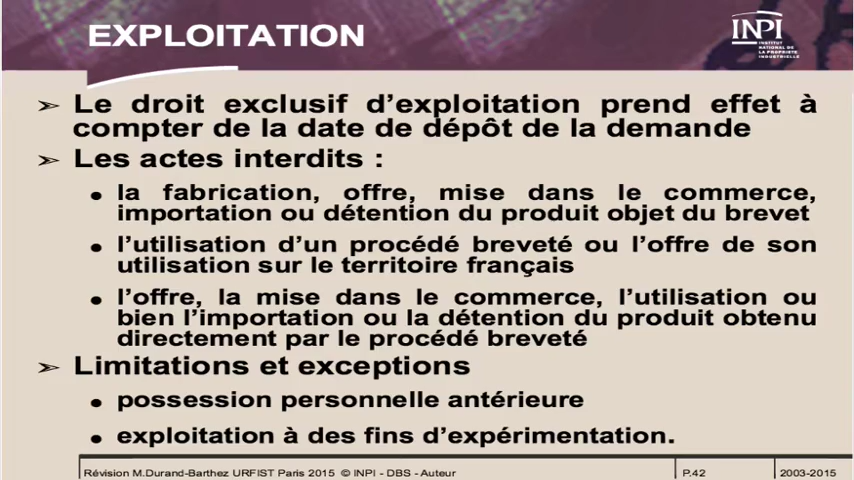 EXPLOITATION
INPI
INSTITUT
NATIONAL DE
LA PROPRIETE
INDUSTRIELLE
➢ Le droit exclusif d’exploitation prend effet à
compter de la date de dépôt de la demande
➢ Les actes interdits :
• la fabrication, offre, mise dans le commerce,
importation ou détention du produit objet du brevet
• l’utilisation d’un procédé breveté ou l’offre de son
utilisation sur le territoire français
• l’offre, la mise dans le commerce, l’utilisation ou
bien l’importation ou la détention du produit obtenu
directement par le procédé breveté
➢ Limitations et exceptions
• possession personnelle antérieure
• exploitation à des fins d’expérimentation.
Révision M.Durand-Barthez URFIST Paris 2015 © INPI - DBS - Auteur P.42 2003-2015